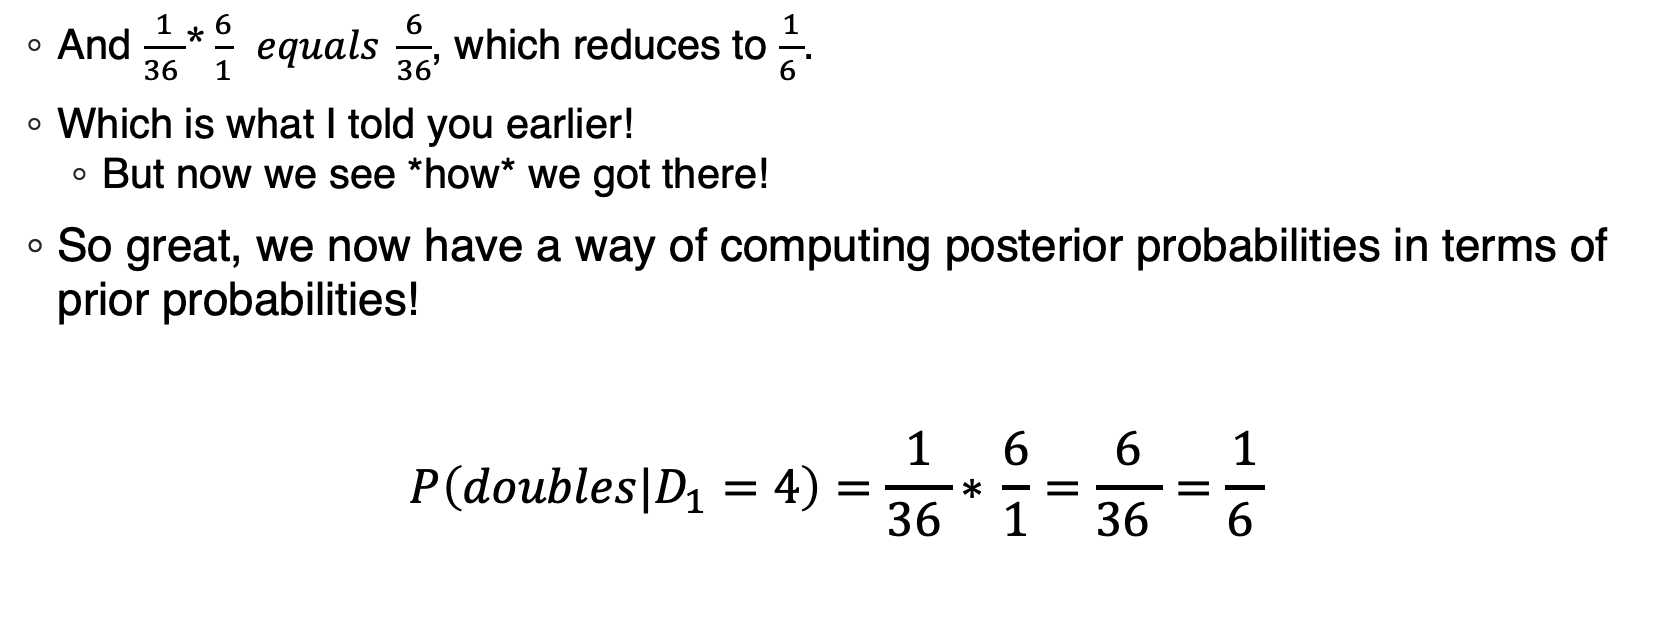 ◦ And 1/36 * 6/1 equals 6/36, which reduces to 1/6.
◦ Which is what I told you earlier!
◦ But now we see *how* we got there!
◦ So great, we now have a way of computing posterior probabilities in terms of
prior probabilities!
P(doubles|D₁ = 4) = 1/36 * 6/1 = 6/36 = 1/6